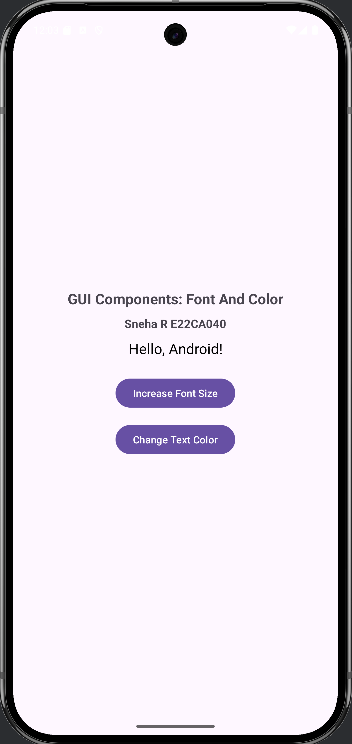 GUI Components: Font And Color
Sneha R E22CA040
Hello, Android!
Increase Font Size
Change Text Color